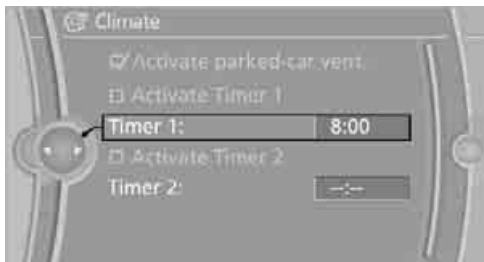 Climate
Activate parked-car vent.
Activate Timer 1
Timer 1: 8:00
Activate Timer 2
Timer 2: --:--